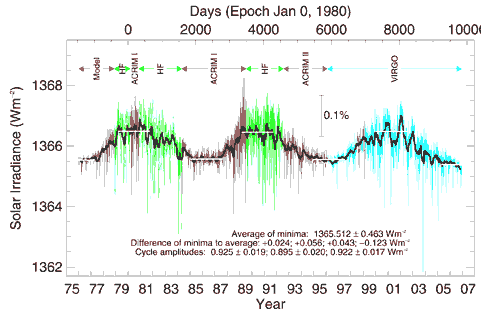 Days (Epoch Jan 0, 1980)
0 2000 4000 6000 8000 10000
Model HF ACRIM I HF ACRIM I HF ACRIM II VIRGO
1368
0.1%
1366
1364
1362
Solar Irradiance (Wm⁻²)
Average of minima: 1365.512 ± 0.463 Wm⁻²
Difference of minima to average: +0.024; +0.056; +0.043; −0.123 Wm⁻²
Cycle amplitudes: 0.925 ± 0.019; 0.895 ± 0.020; 0.922 ± 0.017 Wm⁻²
75 77 79 81 83 85 87 89 91 93 95 97 99 01 03 05 07
Year